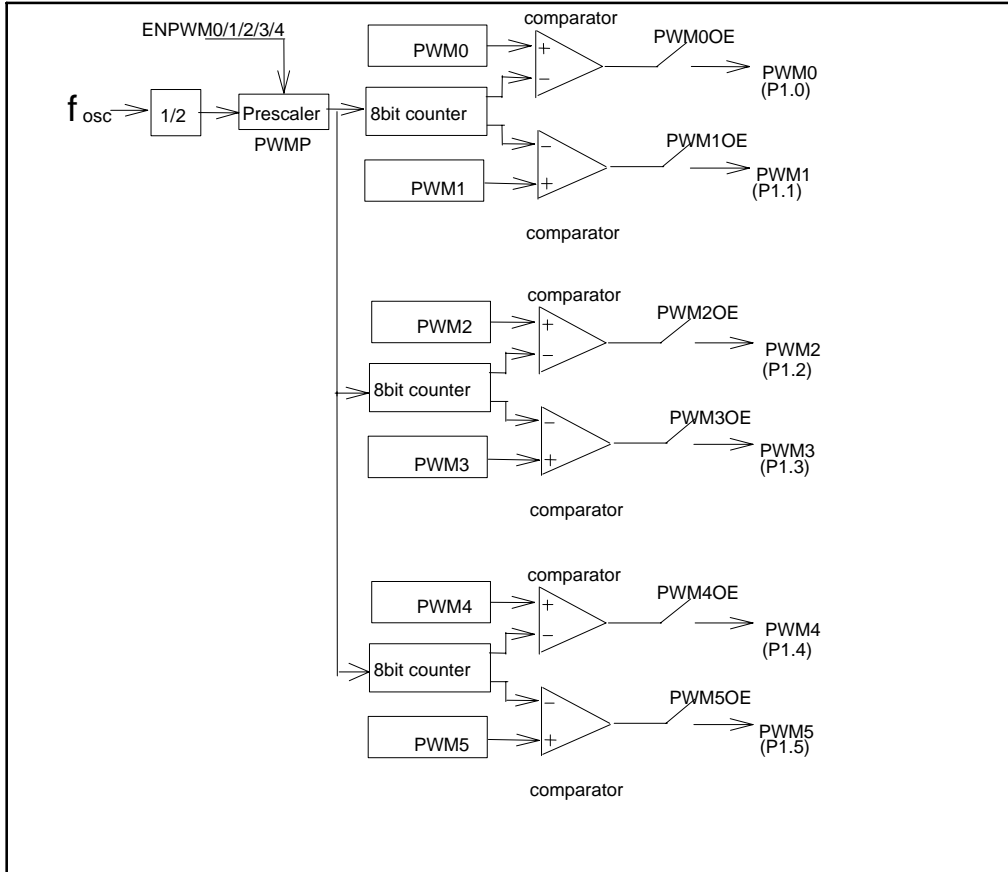 comparator
ENPWM0/1/2/3/4
PWM0OE
PWM0
+
−
PWM0
(P1.0)
fosc
1/2
Prescaler
PWMP
8bit counter
−
PWM1OE
PWM1
+
PWM1
(P1.1)
comparator
comparator
PWM2OE
PWM2
+
−
PWM2
(P1.2)
8bit counter
−
PWM3OE
PWM3
+
PWM3
(P1.3)
comparator
comparator
PWM4OE
PWM4
+
−
PWM4
(P1.4)
8bit counter
−
PWM5OE
PWM5
+
PWM5
(P1.5)
comparator